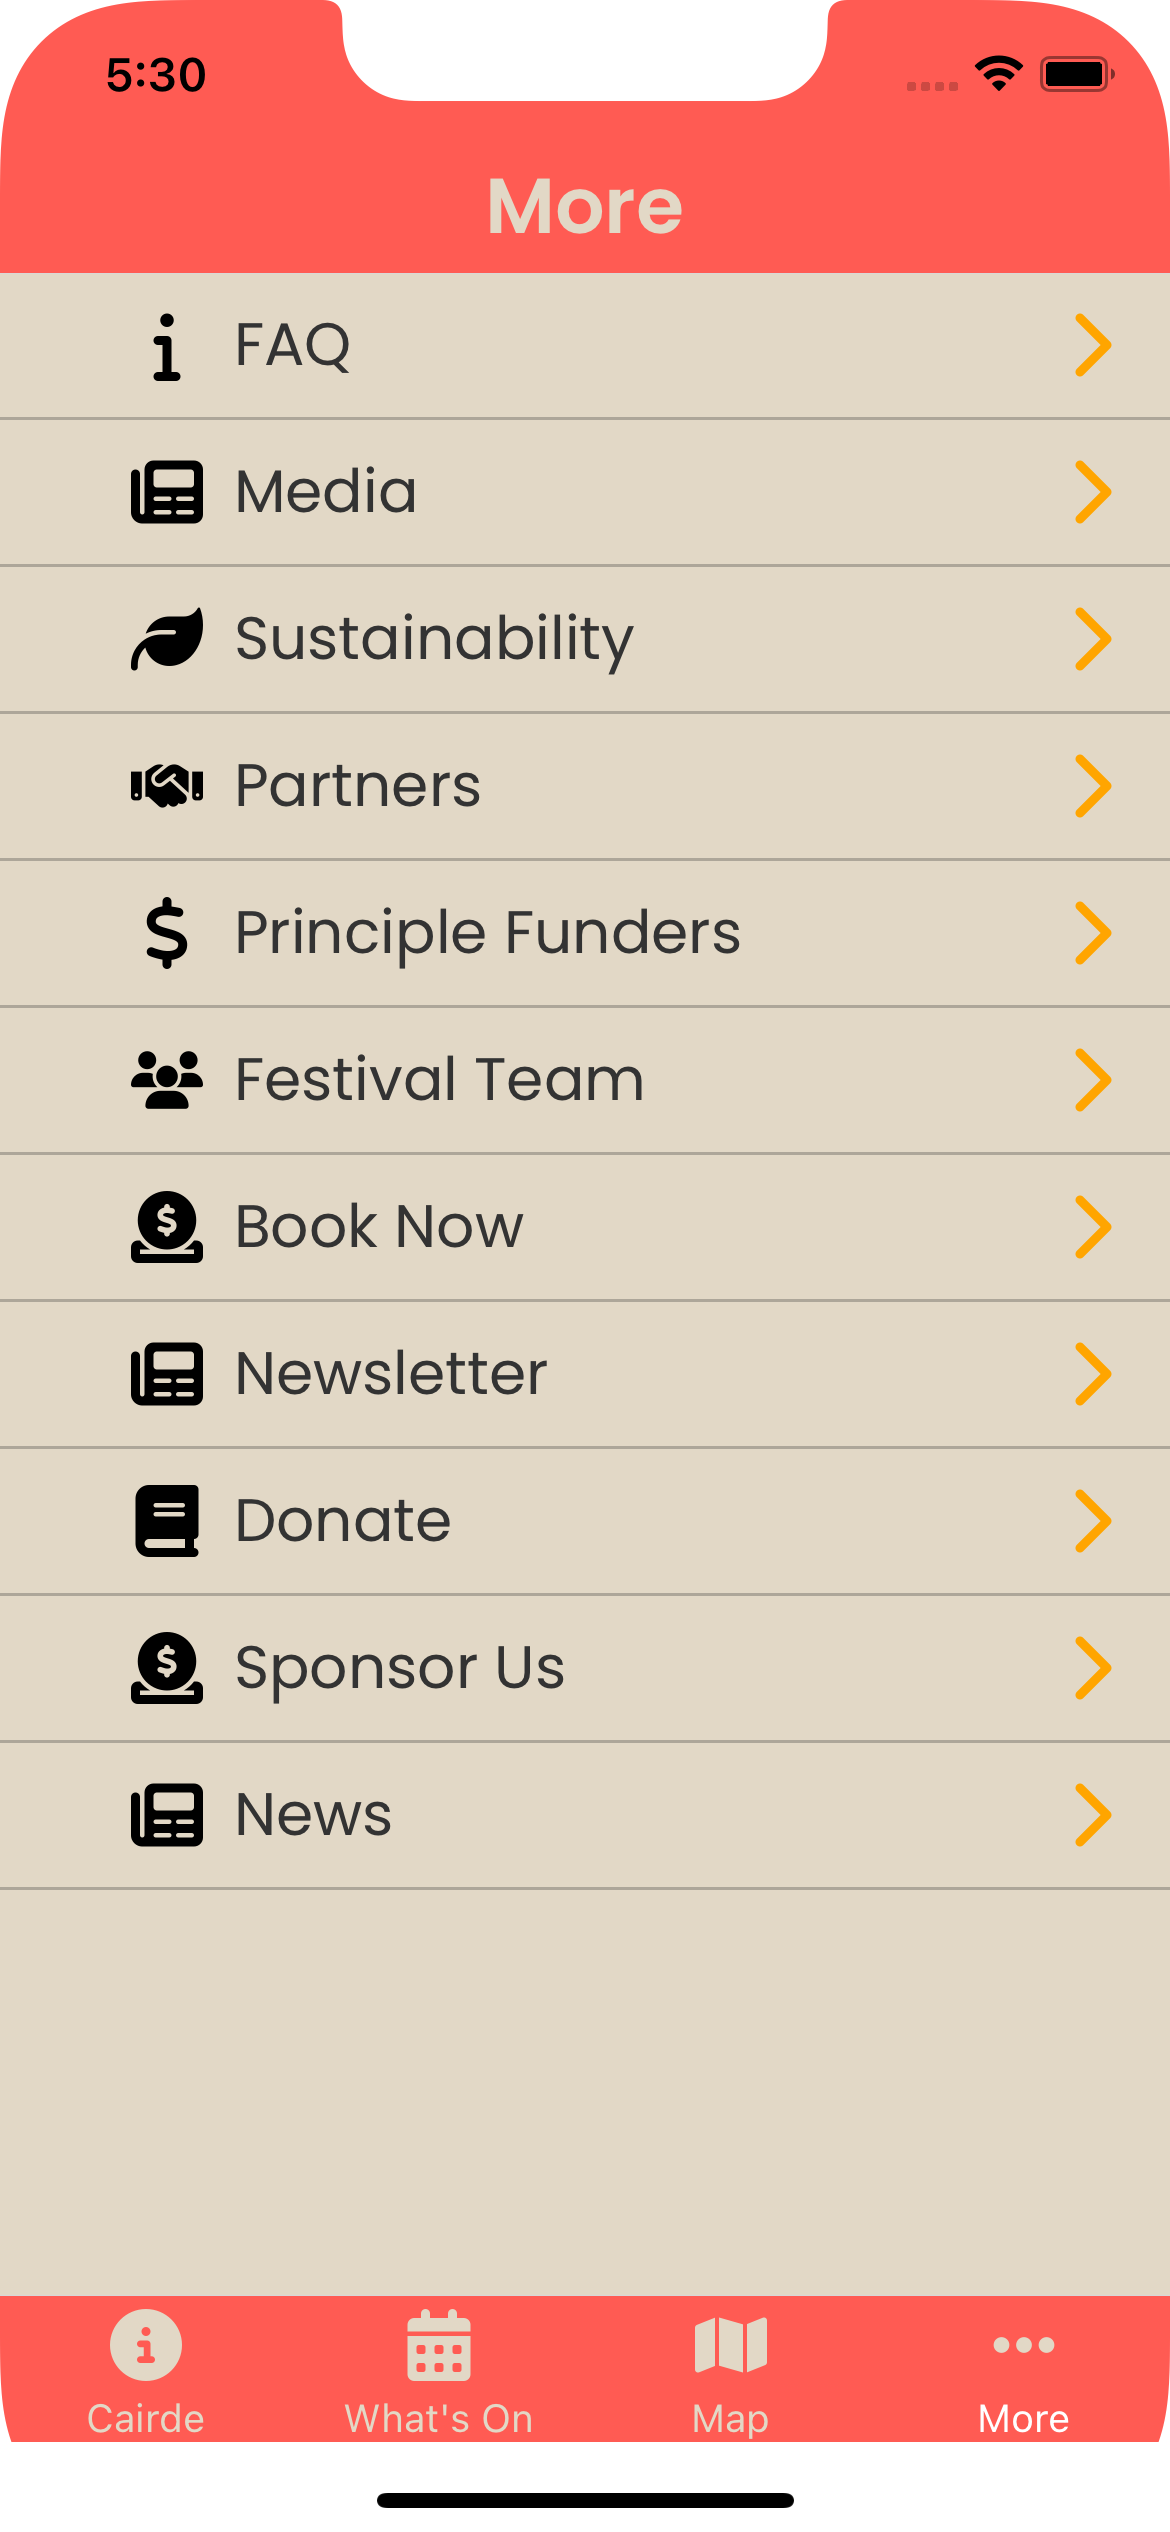 5:30
More
FAQ
Media
Sustainability
Partners
Principle Funders
Festival Team
Book Now
Newsletter
Donate
Sponsor Us
News
Cairde
What's On
Map
More